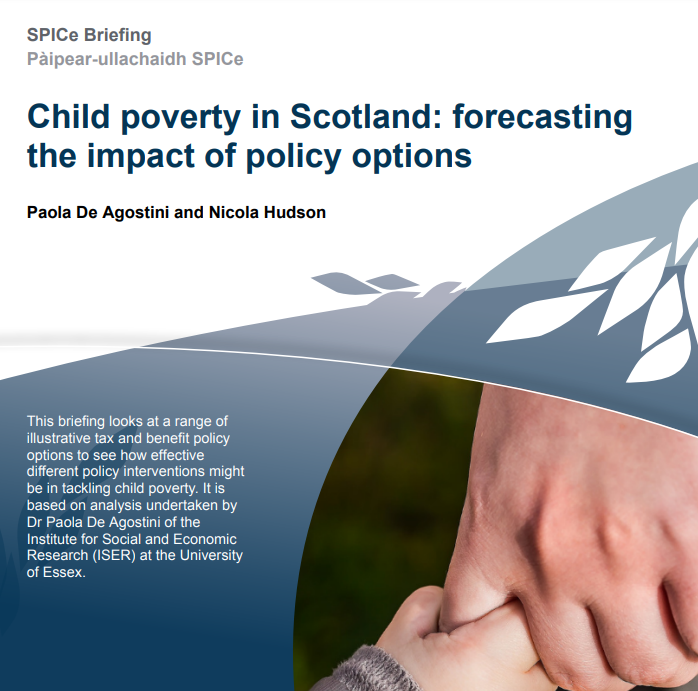 SPICe Briefing
Pàipear-ullachaidh SPICe
Child poverty in Scotland: forecasting
the impact of policy options
Paola De Agostini and Nicola Hudson
This briefing looks at a range of
illustrative tax and benefit policy
options to see how effective
different policy interventions might
be in tackling child poverty. It is
based on analysis undertaken by
Dr Paola De Agostini of the
Institute for Social and Economic
Research (ISER) at the University
of Essex.